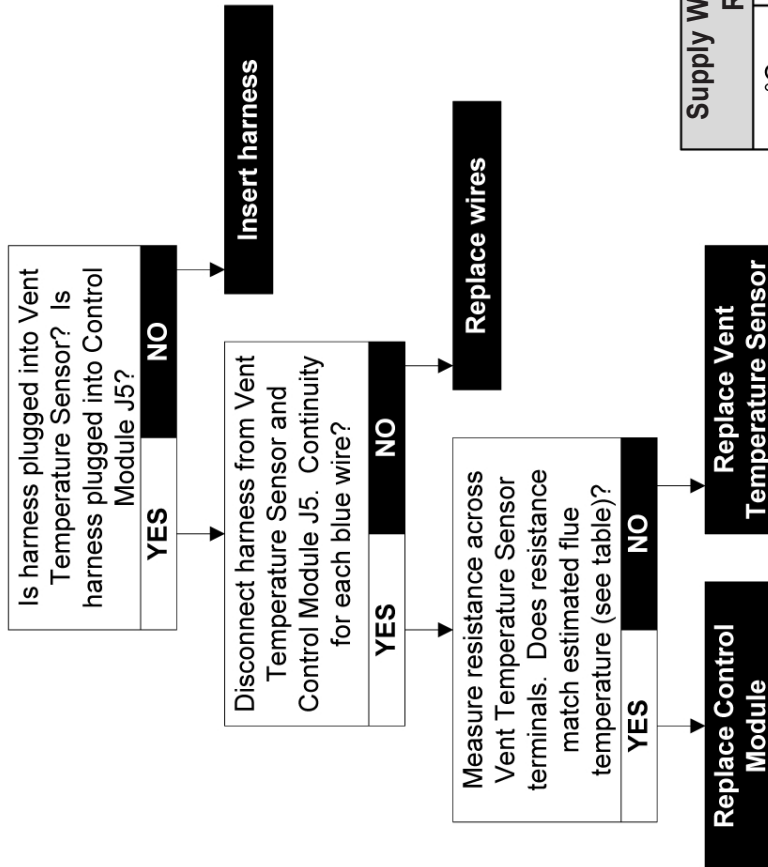 Is harness plugged into Vent
Temperature Sensor? Is
harness plugged into Control
Module J5?
YES
NO
Insert harness
Disconnect harness from Vent
Temperature Sensor and
Control Module J5. Continuity
for each blue wire?
YES
NO
Replace wires
Measure resistance across
Vent Temperature Sensor
terminals. Does resistance
match estimated flue
temperature (see table)?
YES
NO
Replace Control
Module
Replace Vent
Temperature Sensor
Supply W
R